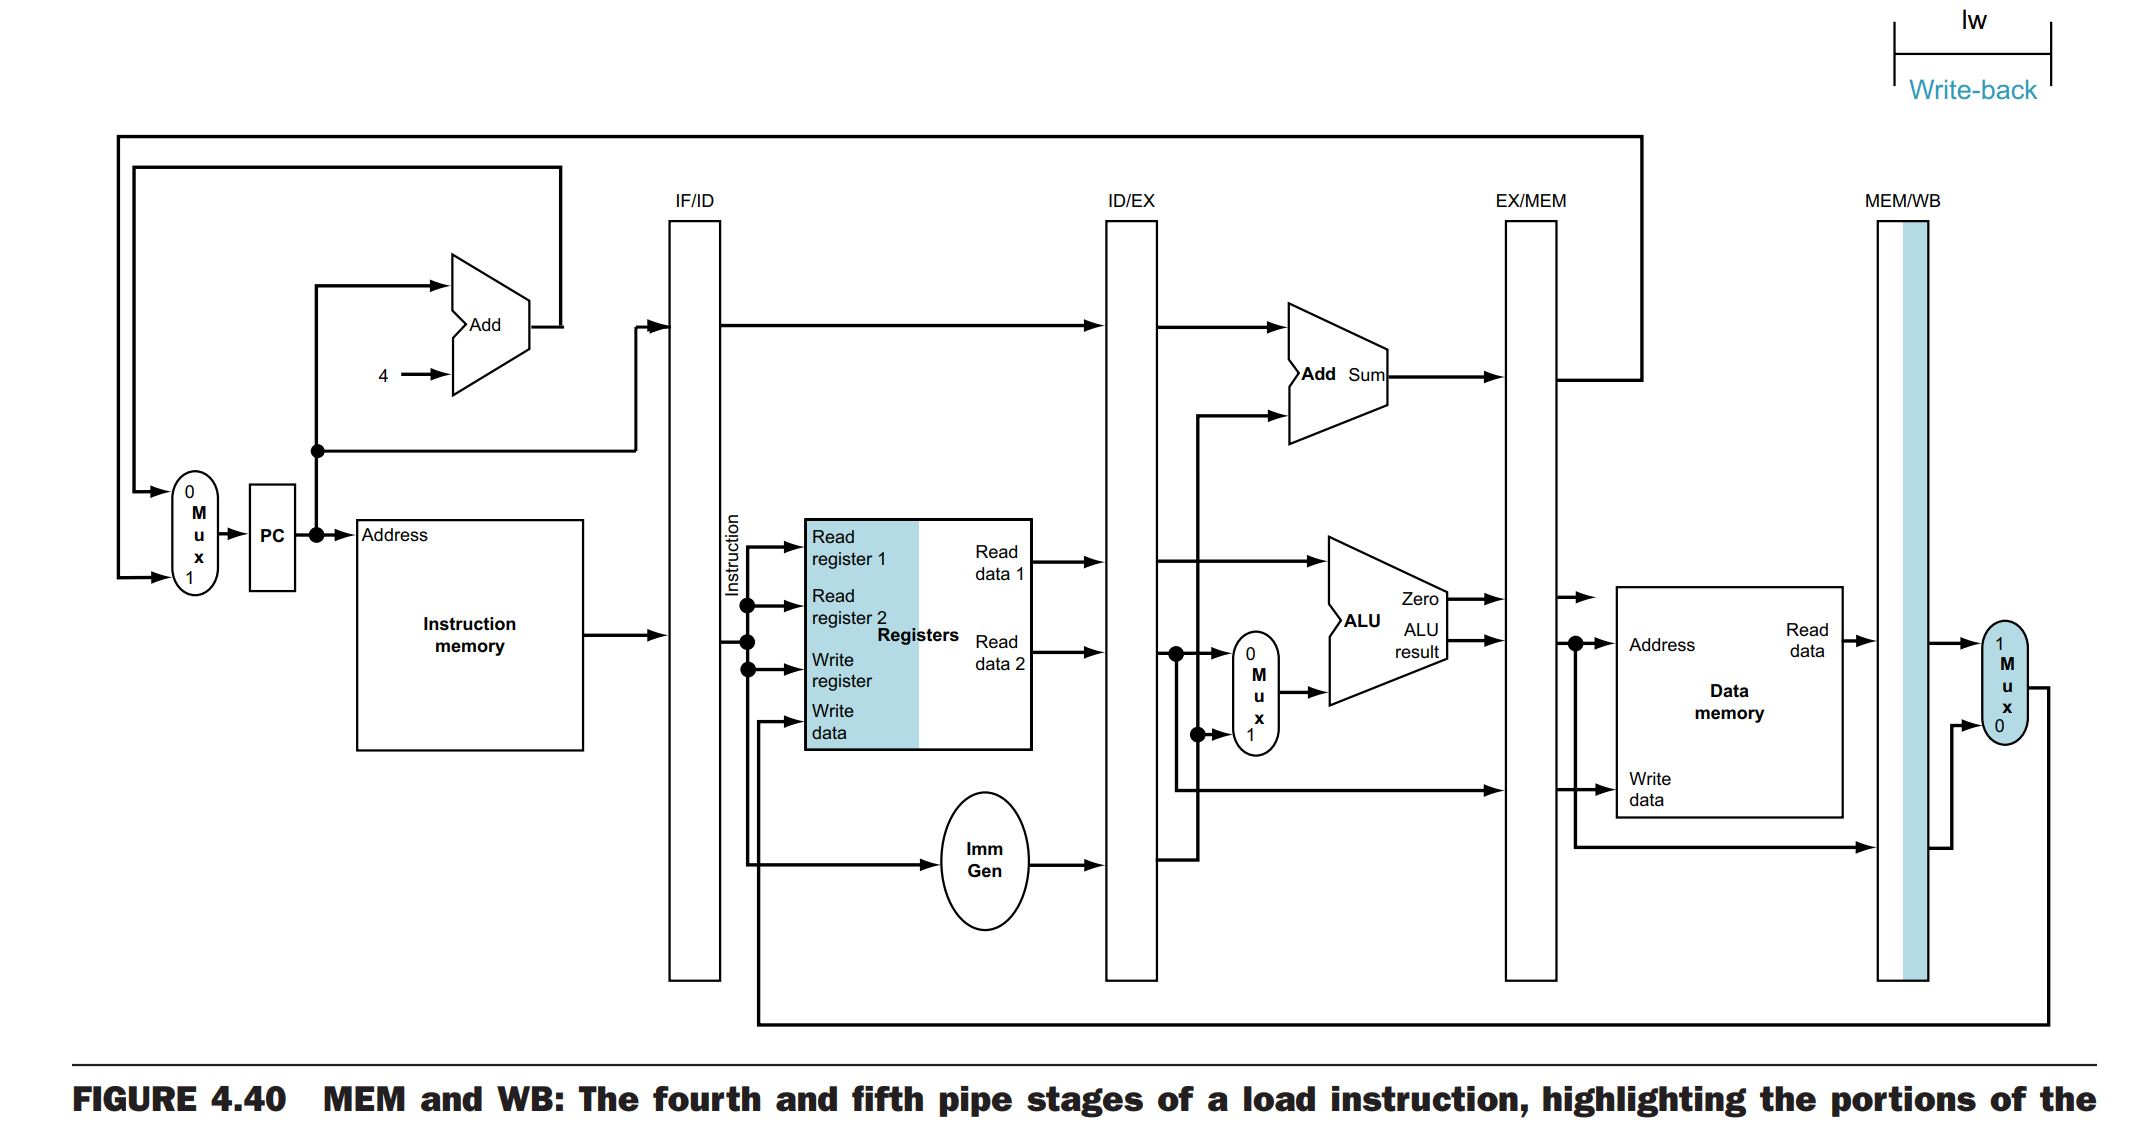 lw
Write-back
IF/ID
ID/EX
EX/MEM
MEM/WB
Add
4
0
M
u
x
1
PC
Address
Instruction
memory
Instruction
Read
register 1
Read
register 2
Registers
Write
register
Write
data
Read
data 1
Read
data 2
Imm
Gen
Add Sum
0
M
u
x
1
ALU
Zero
ALU
result
Address
Read
data
Data
memory
Write
data
1
M
u
x
0
FIGURE 4.40 MEM and WB: The fourth and fifth pipe stages of a load instruction, highlighting the portions of the